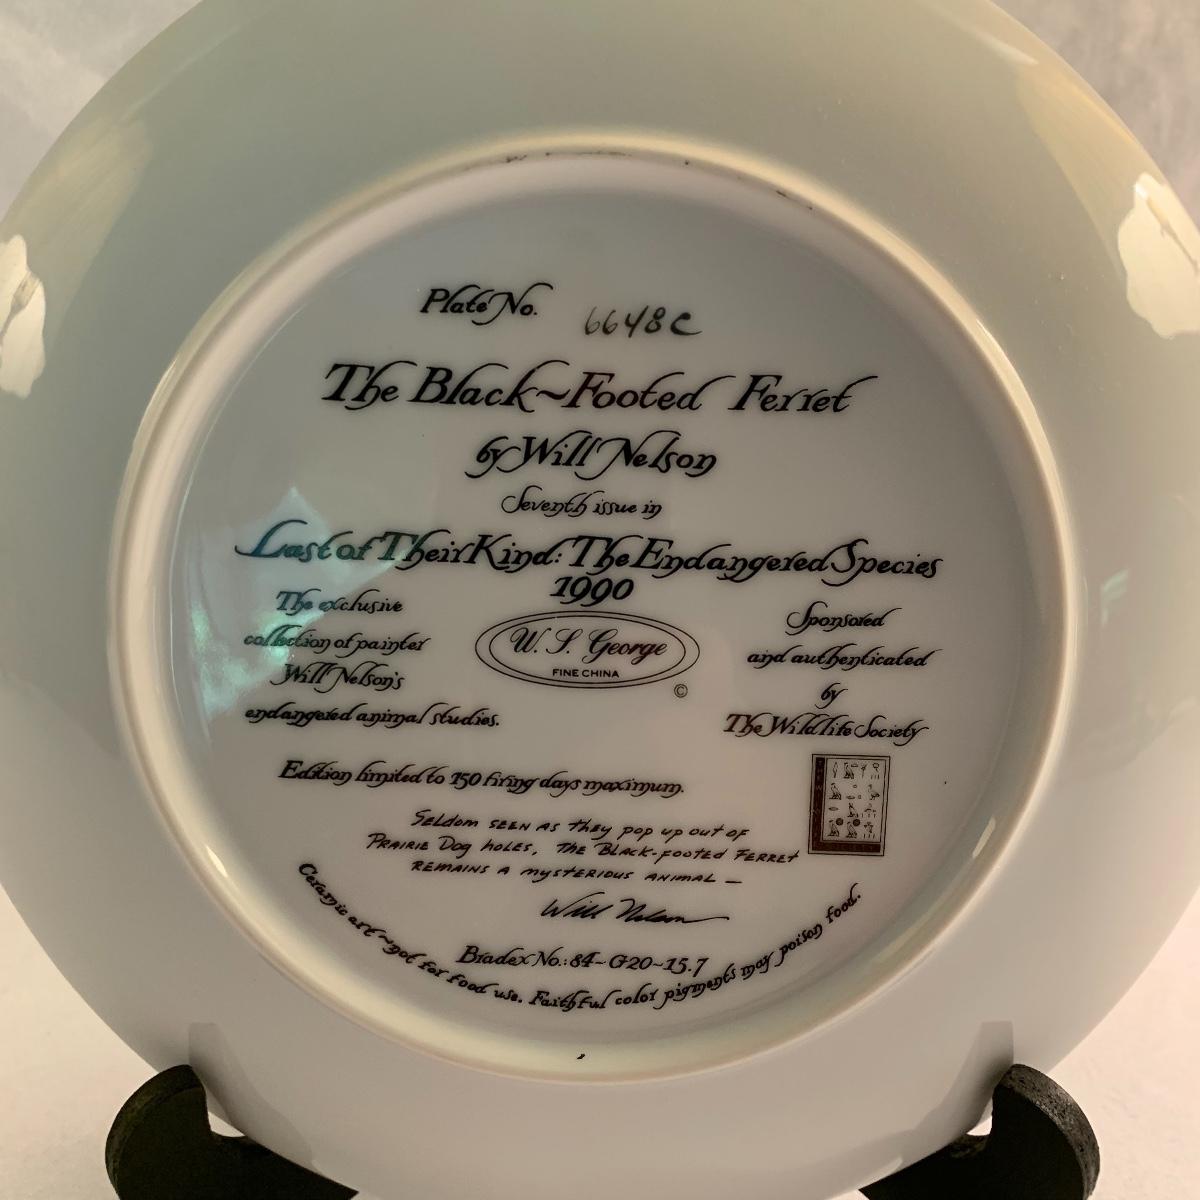 Plate No. 6648C
The Black~Footed Ferret
by Will Nelson
Seventh issue in
Last of Their Kind: The Endangered Species
1990
The exclusive
collection of painter
Will Nelson's
endangered animal studies.
W. S. George
FINE CHINA
©
Sponsored
and authenticated
by
The Wildlife Society
Edition limited to 150 firing days maximum.
Seldom seen as they pop up out of
Prairie Dog holes, the Black-footed Ferret
remains a mysterious animal —
Will Nelson
Bradex No.: 84-G20-15.7
Ceramic art~not for food use. Faithful color pigments may poison food.